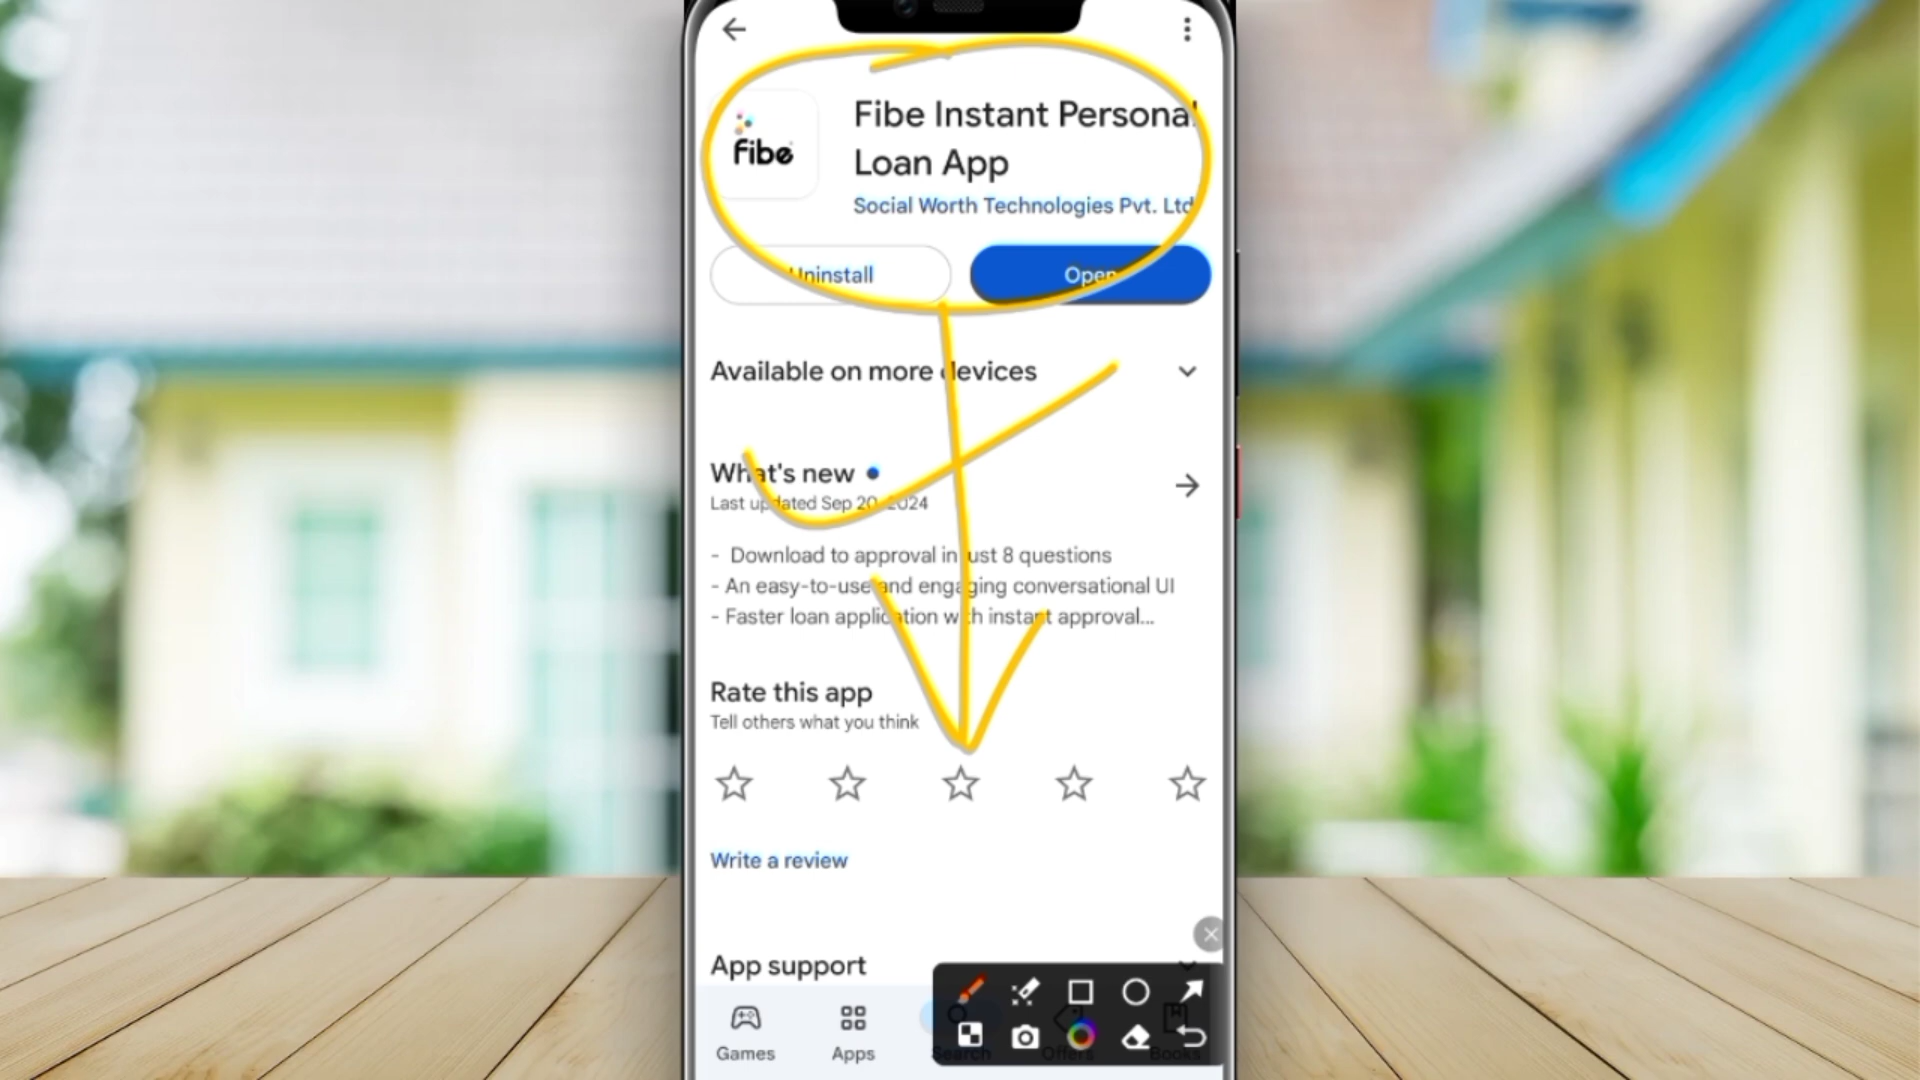 fibe
Fibe Instant Personal
Loan App
Social Worth Technologies Pvt. Ltd
Uninstall
Open
Available on more devices
What's new
Last updated Sep 20, 2024
- Download to approval in just 8 questions
- An easy-to-use and engaging conversational UI
- Faster loan application with instant approval...
Rate this app
Tell others what you think
Write a review
App support
Games
Apps
Search
Offers
Books